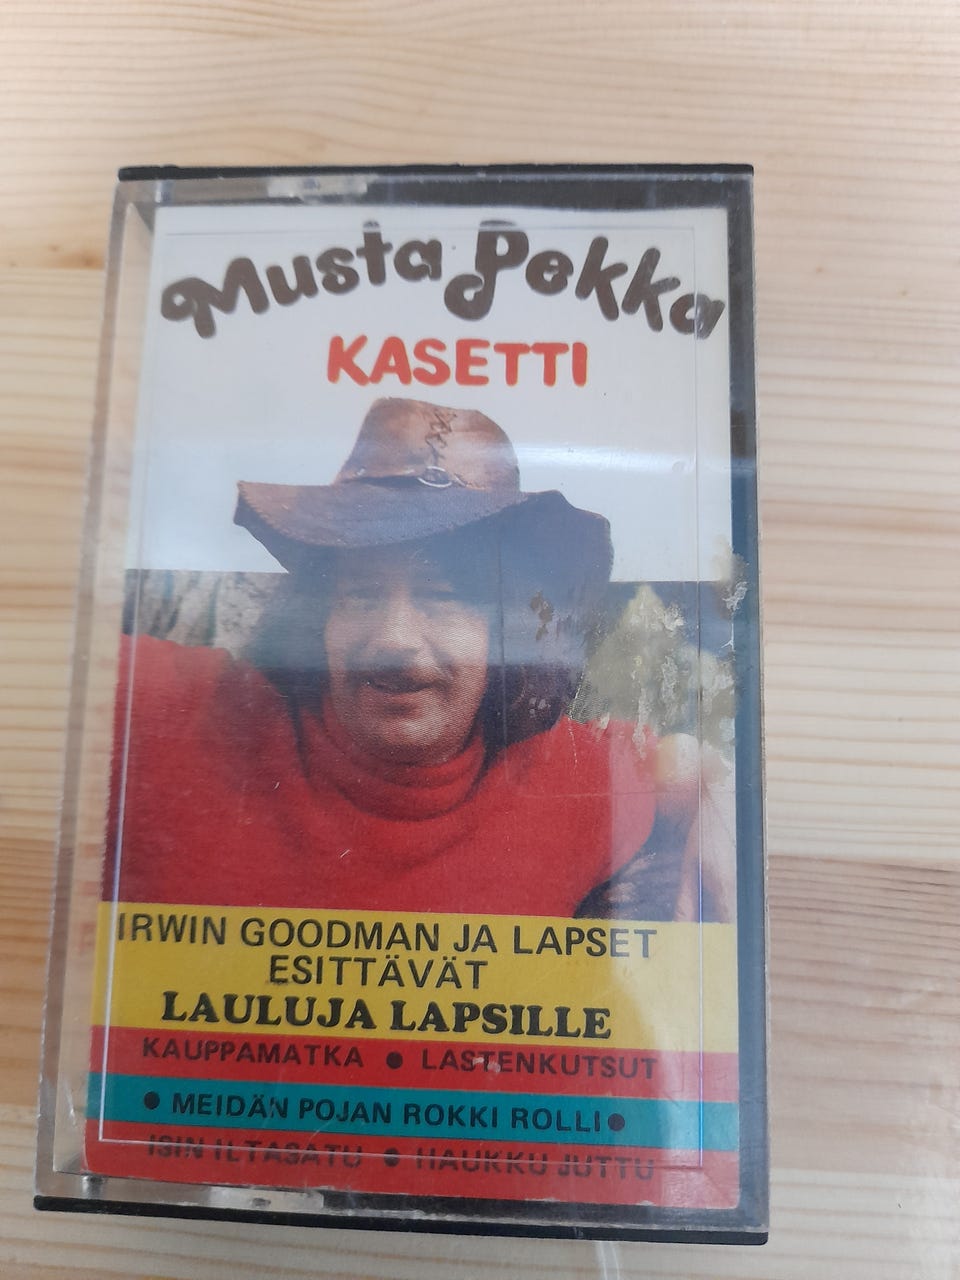 Musta Pekka
KASETTI
IRWIN GOODMAN JA LAPSET
ESITTÄVÄT
LAULUJA LAPSILLE
KAUPPAMATKA ● LASTENKUTSUT
● MEIDÄN POJAN ROKKI ROLLI ●
ISIN ILTASATU ● HAUKKU JUTTU